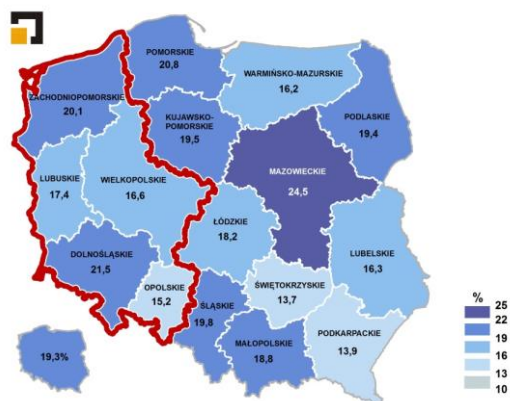 POMORSKIE
20,8
WARMIŃSKO-MAZURSKIE
16,2
ZACHODNIOPOMORSKIE
20,1
KUJAWSKO-
POMORSKIE
19,5
PODLASKIE
19,4
MAZOWIECKIE
24,5
LUBUSKIE
17,4
WIELKOPOLSKIE
16,6
ŁÓDZKIE
18,2
LUBELSKIE
16,3
DOLNOŚLĄSKIE
21,5
OPOLSKIE
15,2
ŚLĄSKIE
19,8
ŚWIĘTOKRZYSKIE
13,7
MAŁOPOLSKIE
18,8
PODKARPACKIE
13,9
19,3%
%
25
22
19
16
13
10